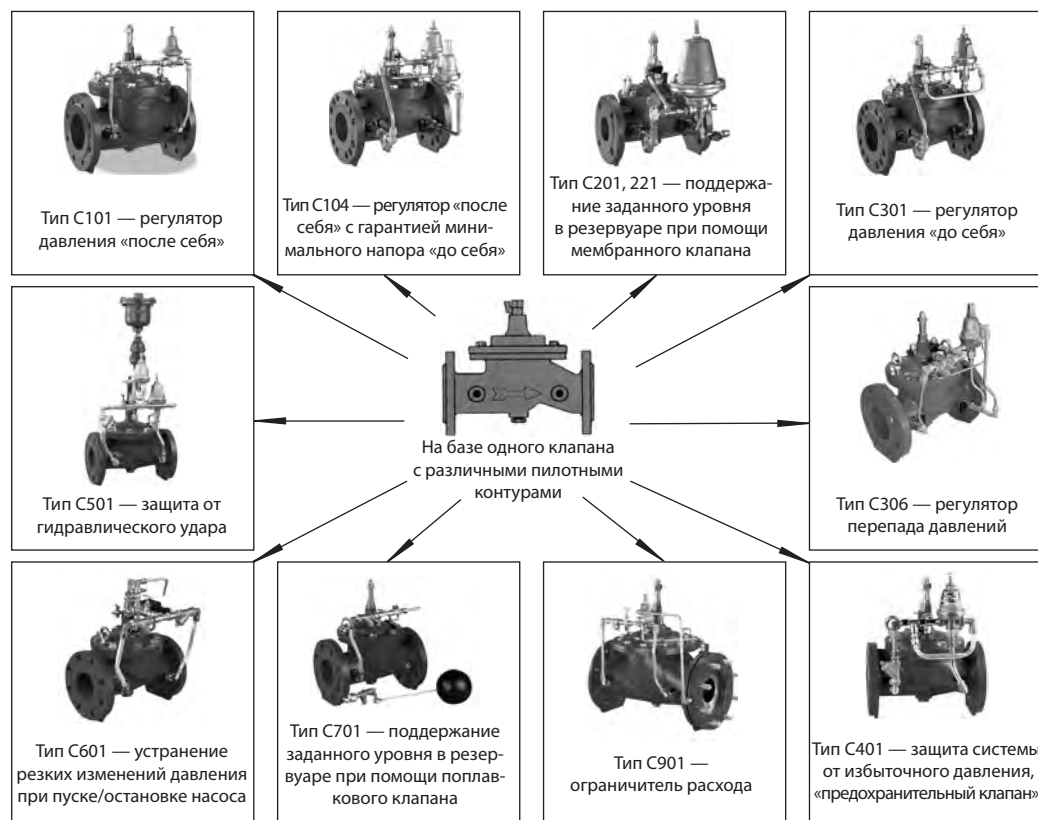 Тип С101 — регулятор
давления «после себя»
Тип С104 — регулятор «после
себя» с гарантией мини-
мального напора «до себя»
Тип С201, 221 — поддержа-
ние заданного уровня
в резервуаре при помощи
мембранного клапана
Тип С301 — регулятор
давления «до себя»
Тип С501 — защита от
гидравлического удара
На базе одного клапана
с различными пилотными
контурами
Тип С306 — регулятор
перепада давлений
Тип С601 — устранение
резких изменений давления
при пуске/остановке насоса
Тип С701 — поддержание
заданного уровня в резер-
вуаре при помощи поплав-
кового клапана
Тип С901 —
ограничитель расхода
Тип С401 — защита системы
от избыточного давления,
«предохранительный клапан»